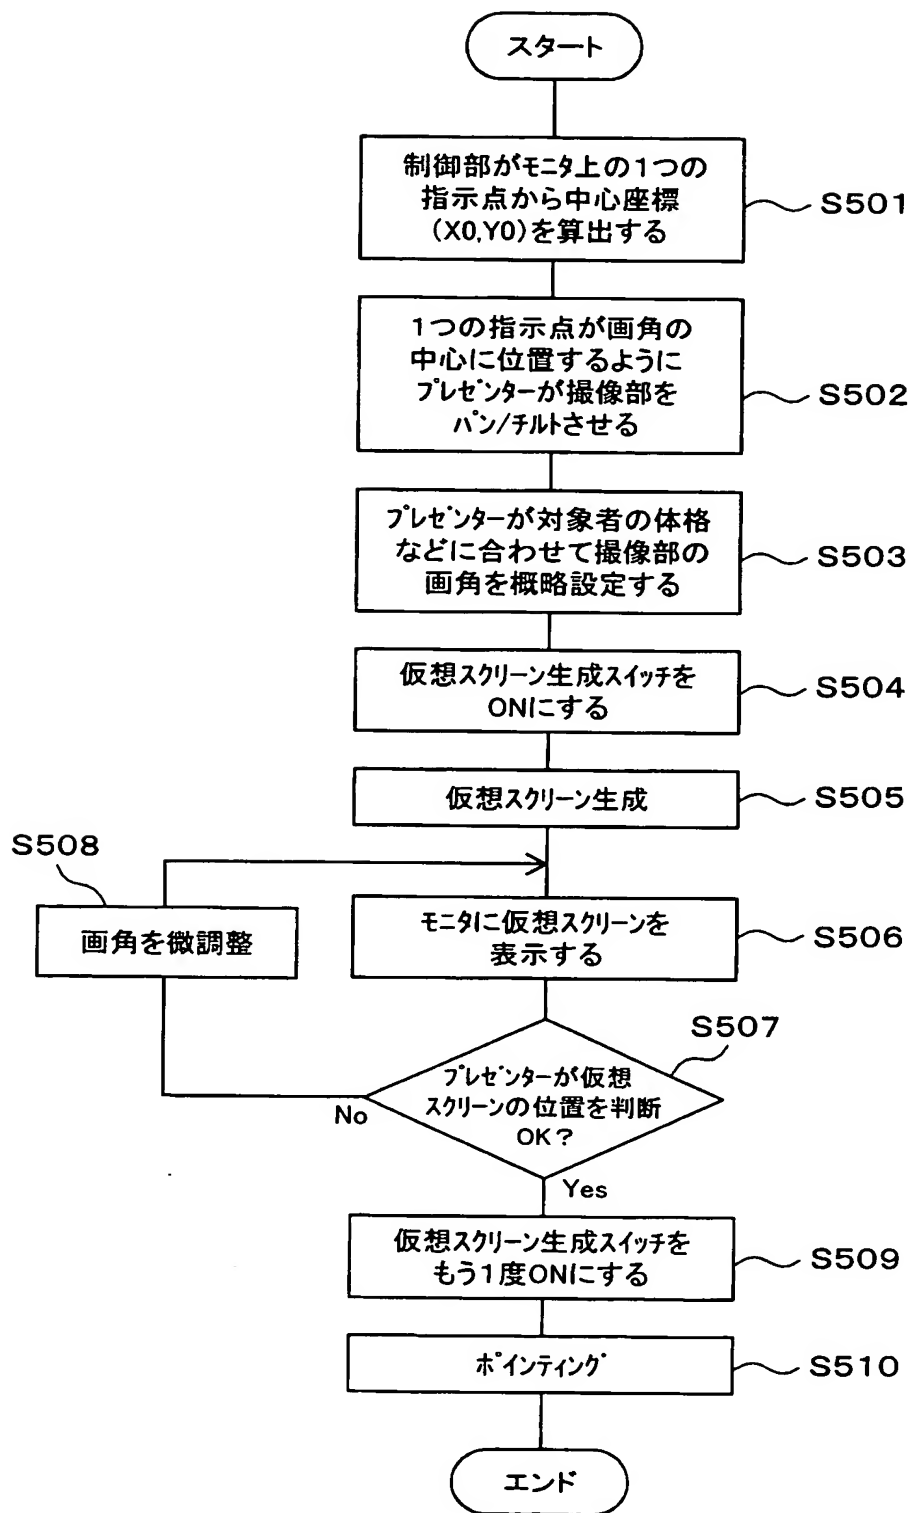 スタート
制御部がモニタ上の1つの
指示点から中心座標
(X0,Y0)を算出する
S501
1つの指示点が画角の
中心に位置するように
プレゼンターが撮像部を
パン/チルトさせる
S502
プレゼンターが対象者の体格
などに合わせて撮像部の
画角を概略設定する
S503
仮想スクリーン生成スイッチを
ONにする
S504
仮想スクリーン生成
S505
S508
画角を微調整
モニタに仮想スクリーンを
表示する
S506
S507
プレゼンターが仮想
スクリーンの位置を判断
OK?
No
Yes
仮想スクリーン生成スイッチを
もう1度ONにする
S509
ポインティング
S510
エンド